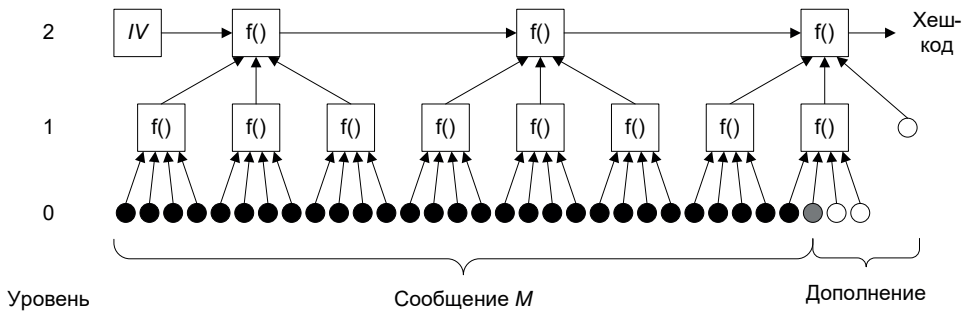 2 IV f() f() f() Хеш-
код
1 f() f() f() f() f() f() f() f()
0
Уровень Сообщение M Дополнение